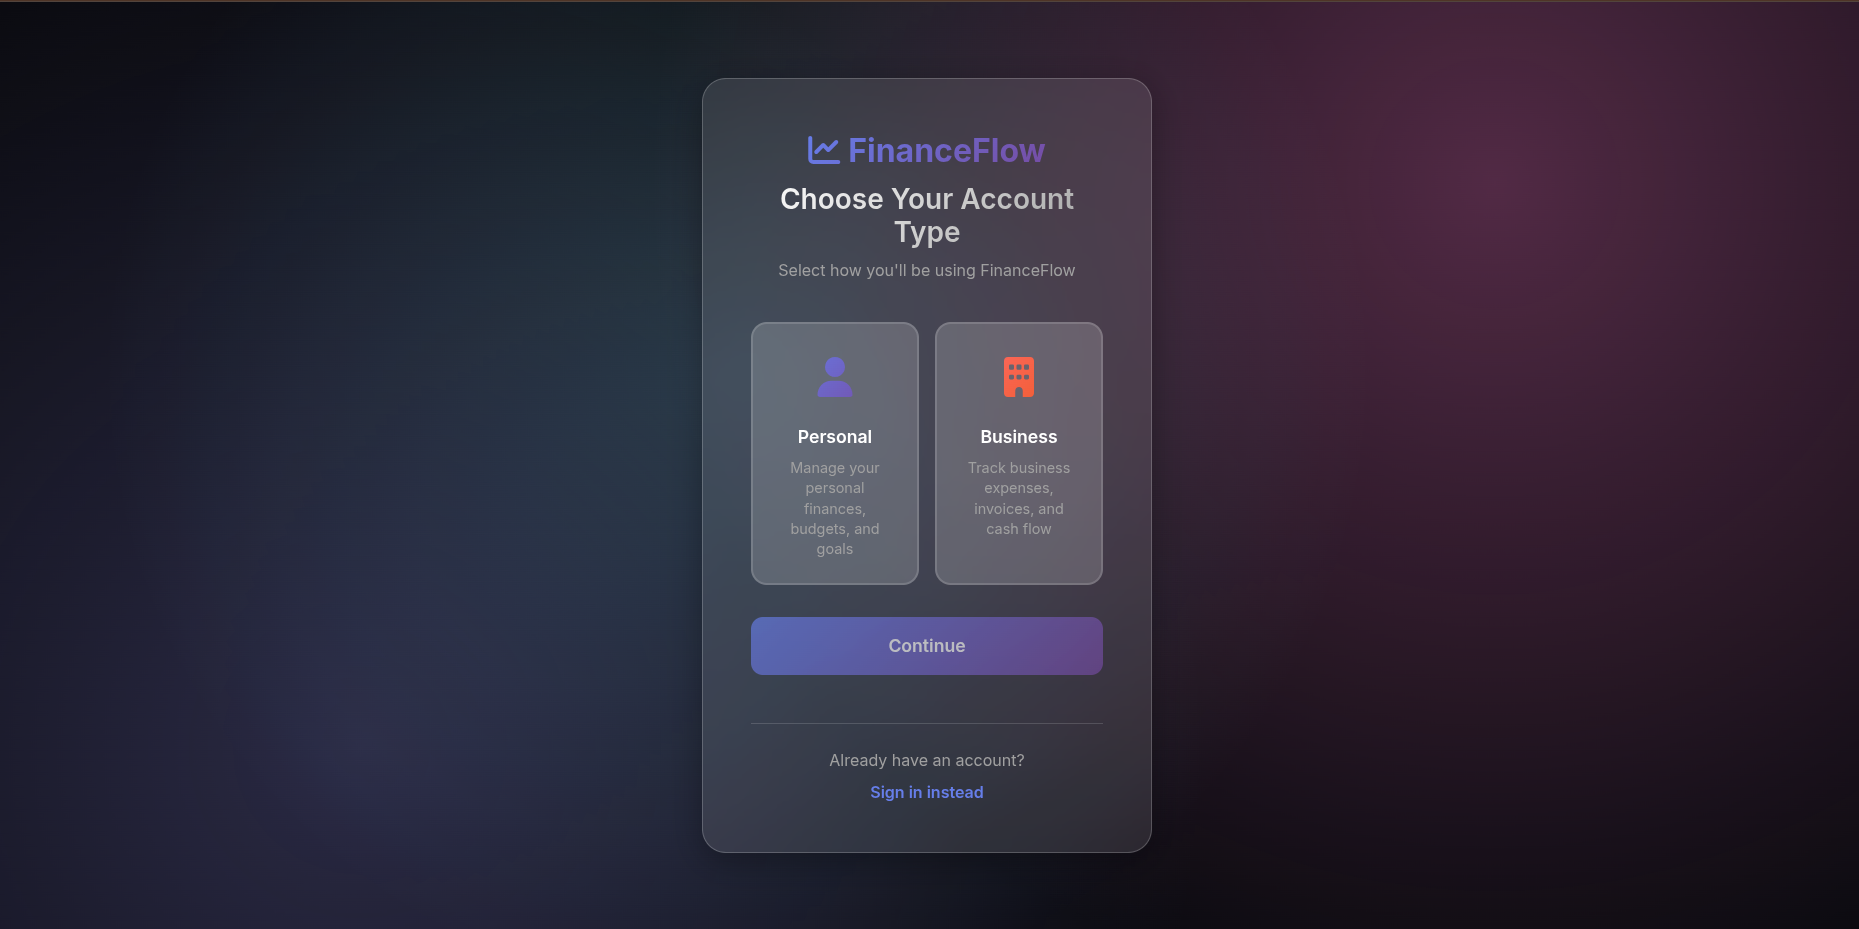 FinanceFlow
Choose Your Account
Type
Select how you'll be using FinanceFlow
Personal
Manage your
personal
finances,
budgets, and
goals
Business
Track business
expenses,
invoices, and
cash flow
Continue
Already have an account?
Sign in instead